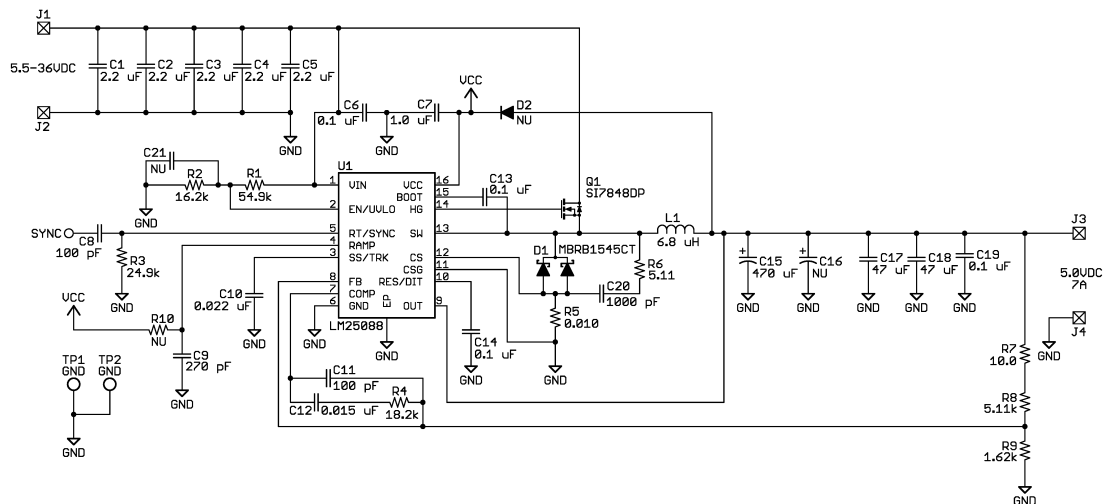 J1
5.5-36VDC
C1
2.2 uF
C2
2.2 uF
C3
2.2 uF
C4
2.2 uF
C5
2.2 uF
J2
GND
C6
0.1 uF
C7
1.0 uF
GND
VCC
D2
NU
C21
NU
R2
16.2k
R1
54.9k
GND
U1
1 VIN
2 EN/UVLO
5 RT/SYNC
4 RAMP
3 SS/TRK
8 FB
7 COMP
6 GND
EP
VCC 16
BOOT 15
HG 14
SW 13
CS 12
CSG 11
RES/DIT 10
OUT 9
LM25088
GND
GND
C13
0.1 uF
Q1
SI7848DP
SYNC
C8
100 pF
R3
24.9k
GND
C10
0.022 uF
GND
VCC
R10
NU
C9
270 pF
GND
TP1
GND
TP2
GND
GND
C11
100 pF
C12
0.015 uF
R4
18.2k
C14
0.1 uF
GND
D1
MBRB1545CT
R6
5.11
C20
1000 pF
R5
0.010
GND
L1
6.8 uH
C15
470 uF
GND
C16
NU
GND
C17
47 uF
GND
C18
47 uF
GND
C19
0.1 uF
GND
J3
5.0VDC
7A
J4
GND
R7
10.0
R8
5.11k
R9
1.62k
GND